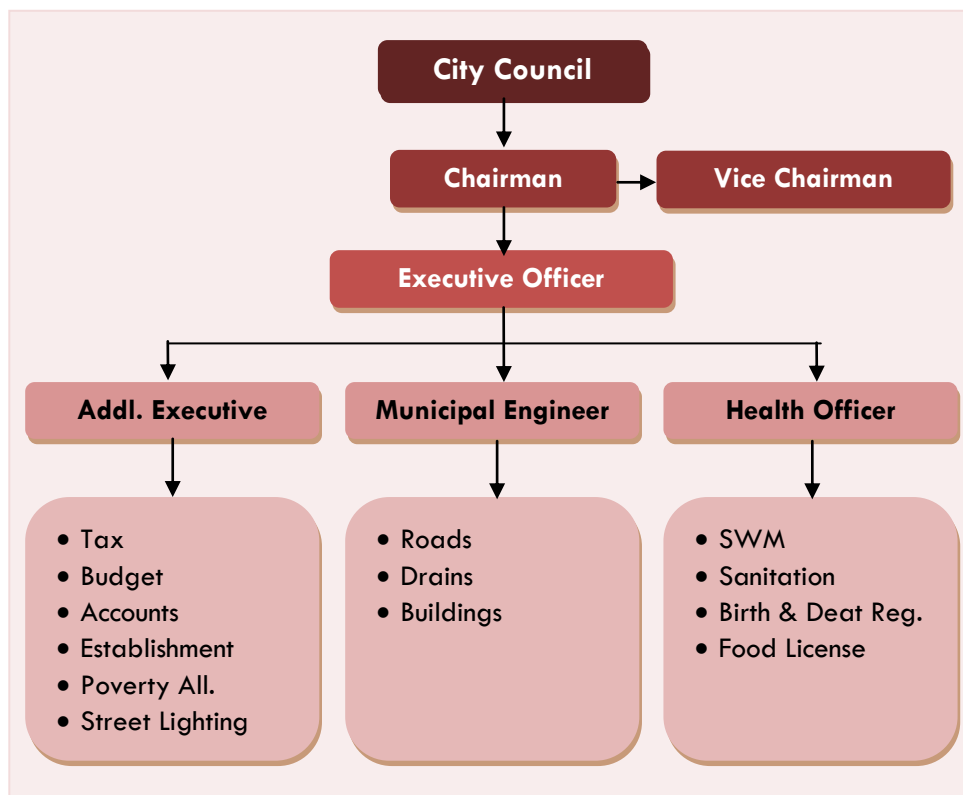 City Council
Chairman
Vice Chairman
Executive Officer
Addl. Executive
Municipal Engineer
Health Officer
• Tax
• Budget
• Accounts
• Establishment
• Poverty All.
• Street Lighting
• Roads
• Drains
• Buildings
• SWM
• Sanitation
• Birth & Deat Reg.
• Food License